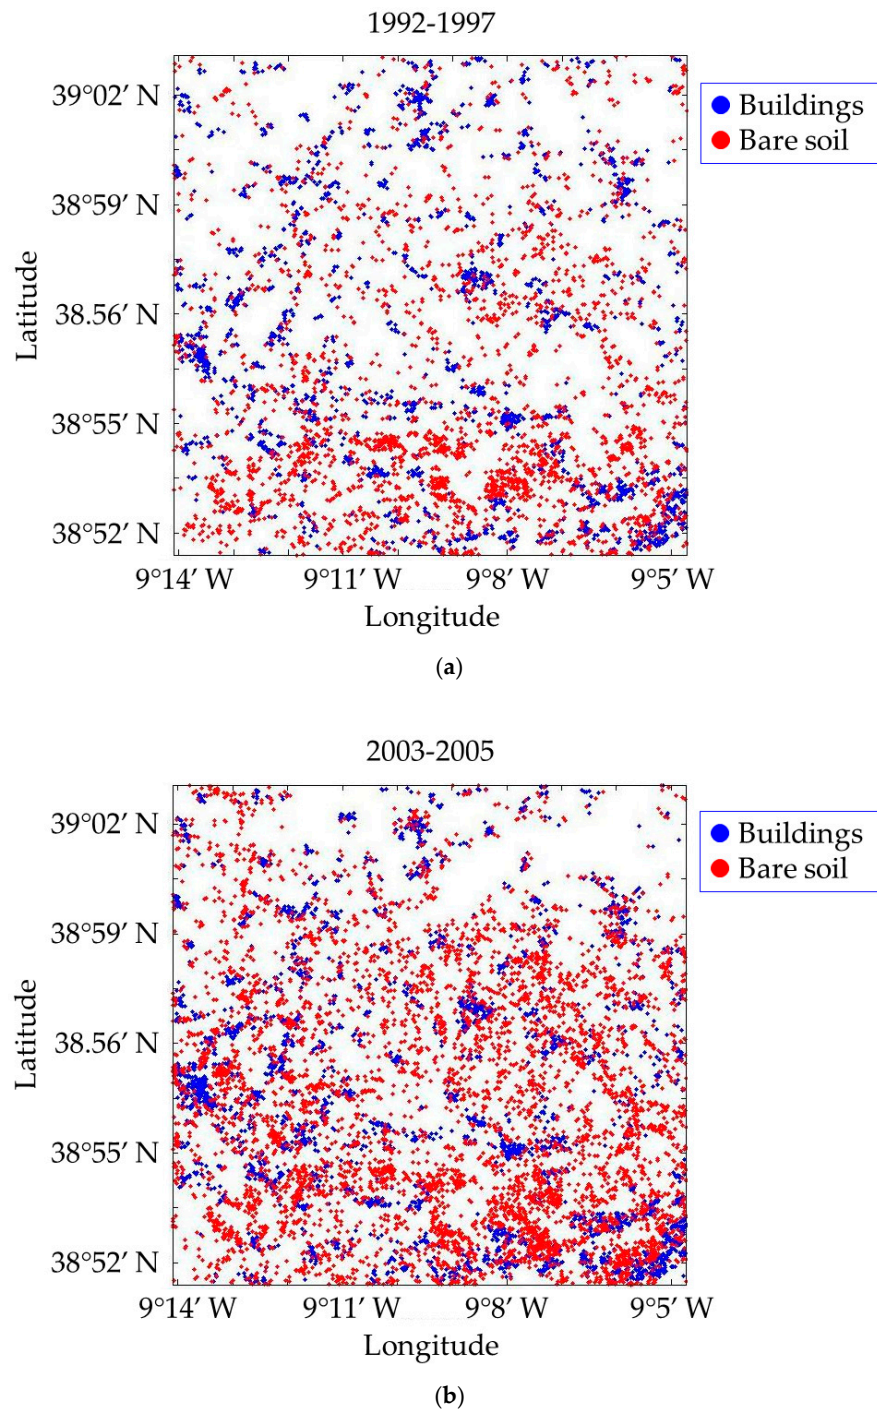 1992-1997
39°02′ N
38°59′ N
38.56′ N
38°55′ N
38°52′ N
Latitude
9°14′ W 9°11′ W 9°8′ W 9°5′ W
Longitude
Buildings
Bare soil
(a)
2003-2005
39°02′ N
38°59′ N
38.56′ N
38°55′ N
38°52′ N
Latitude
9°14′ W 9°11′ W 9°8′ W 9°5′ W
Longitude
Buildings
Bare soil
(b)